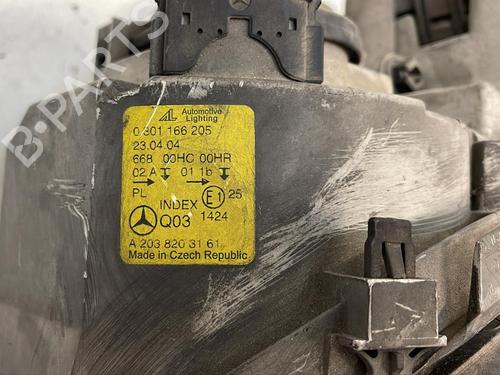 B-PARTS
AL Automotive Lighting
0 301 166 205
23.04.04
668 00HC 00HR
02 A 01 1b
PL E1 25
INDEX
Q03 1424
A 203 820 31 61
Made in Czech Republic